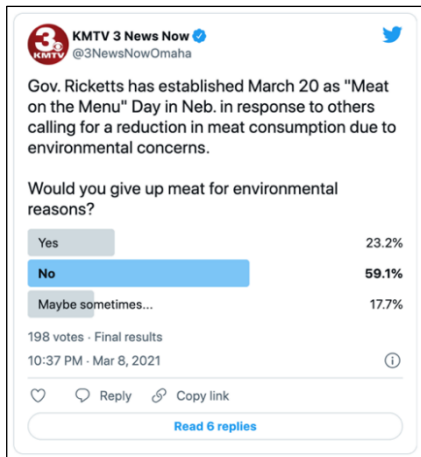 3
KMTV
KMTV 3 News Now
@3NewsNowOmaha
Gov. Ricketts has established March 20 as "Meat
on the Menu" Day in Neb. in response to others
calling for a reduction in meat consumption due to
environmental concerns.
Would you give up meat for environmental
reasons?
Yes 23.2%
No 59.1%
Maybe sometimes... 17.7%
198 votes · Final results
10:37 PM · Mar 8, 2021
Reply Copy link
Read 6 replies